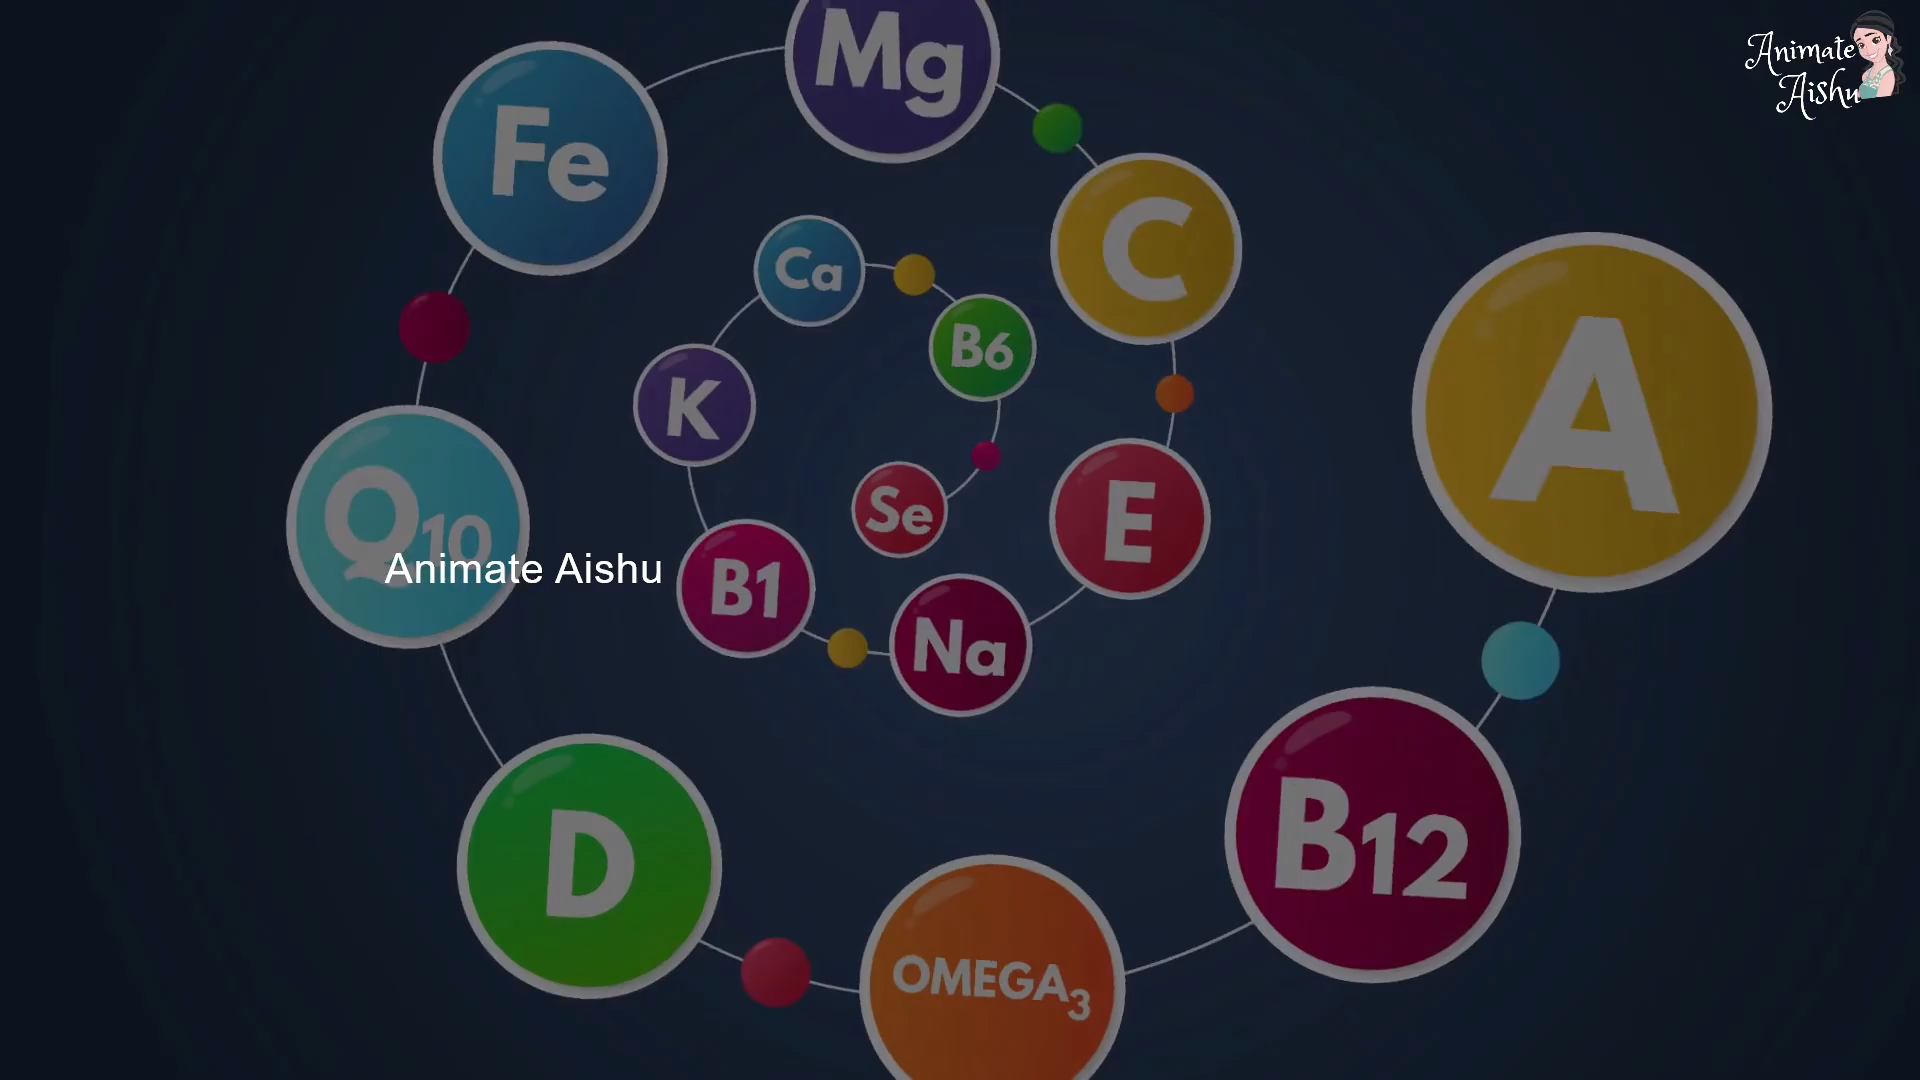 Mg
Animate
Aishu
Fe
C
Ca
B6
A
K
Se
E
Q10
Animate Aishu
B1
Na
B12
D
OMEGA3